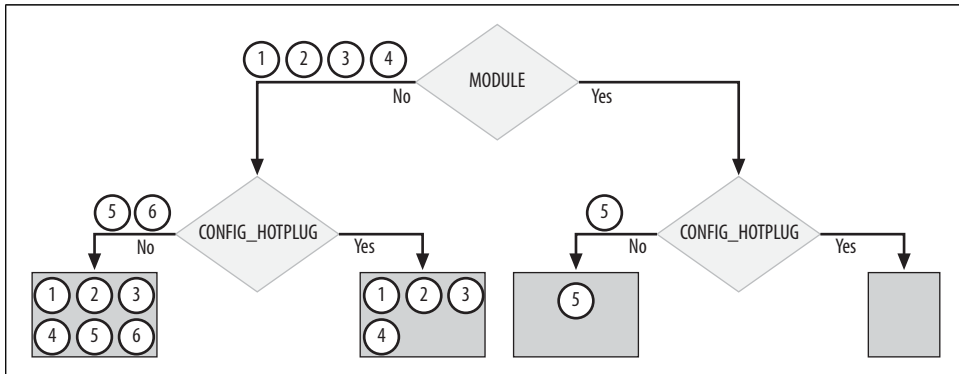 1 2 3 4
MODULE
No
Yes
5 6
CONFIG_HOTPLUG
No
Yes
5
CONFIG_HOTPLUG
No
Yes
1 2 3
4 5 6
1 2 3
4
5